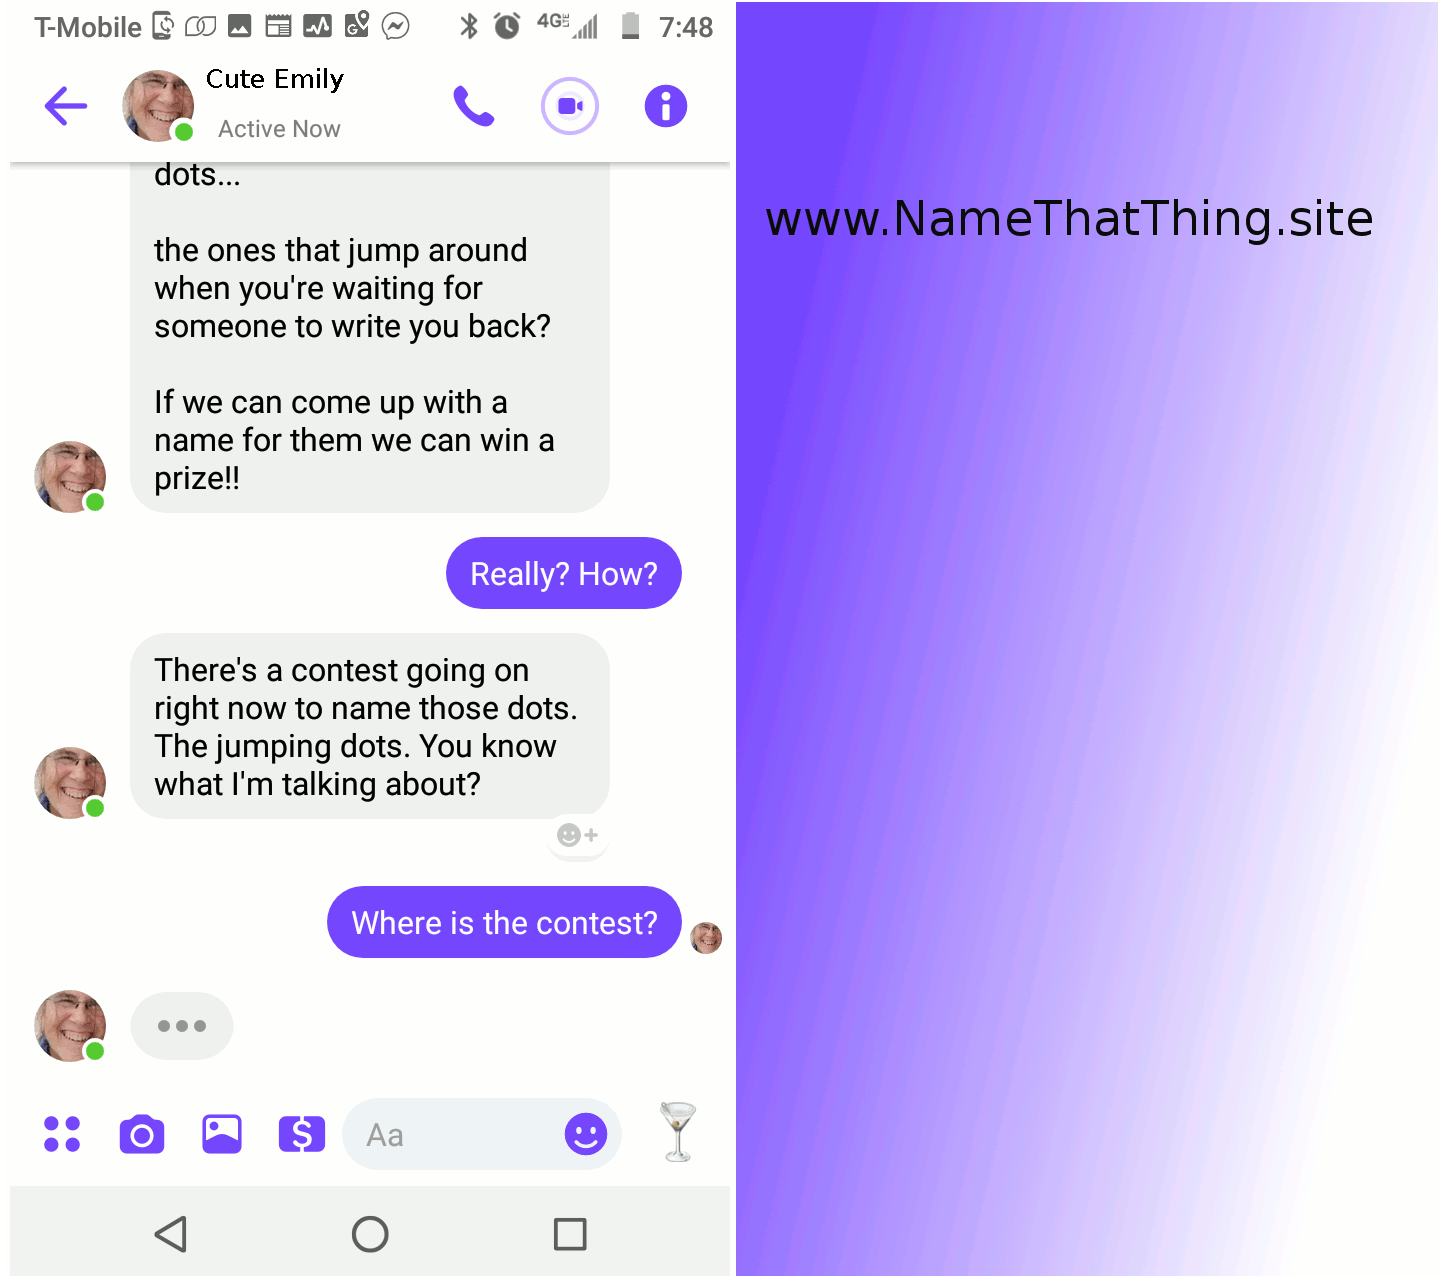 T-Mobile 4G LTE 7:48
Cute Emily
Active Now
dots...
the ones that jump around
when you're waiting for
someone to write you back?
If we can come up with a
name for them we can win a
prize!!
Really? How?
There's a contest going on
right now to name those dots.
The jumping dots. You know
what I'm talking about?
Where is the contest?
Aa
www.NameThatThing.site